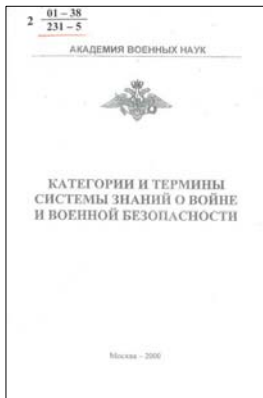 2 01 – 38
231 – 5
АКАДЕМИЯ ВОЕННЫХ НАУК
КАТЕГОРИИ И ТЕРМИНЫ
СИСТЕМЫ ЗНАНИЙ О ВОЙНЕ
И ВОЕННОЙ БЕЗОПАСНОСТИ
Москва – 2000